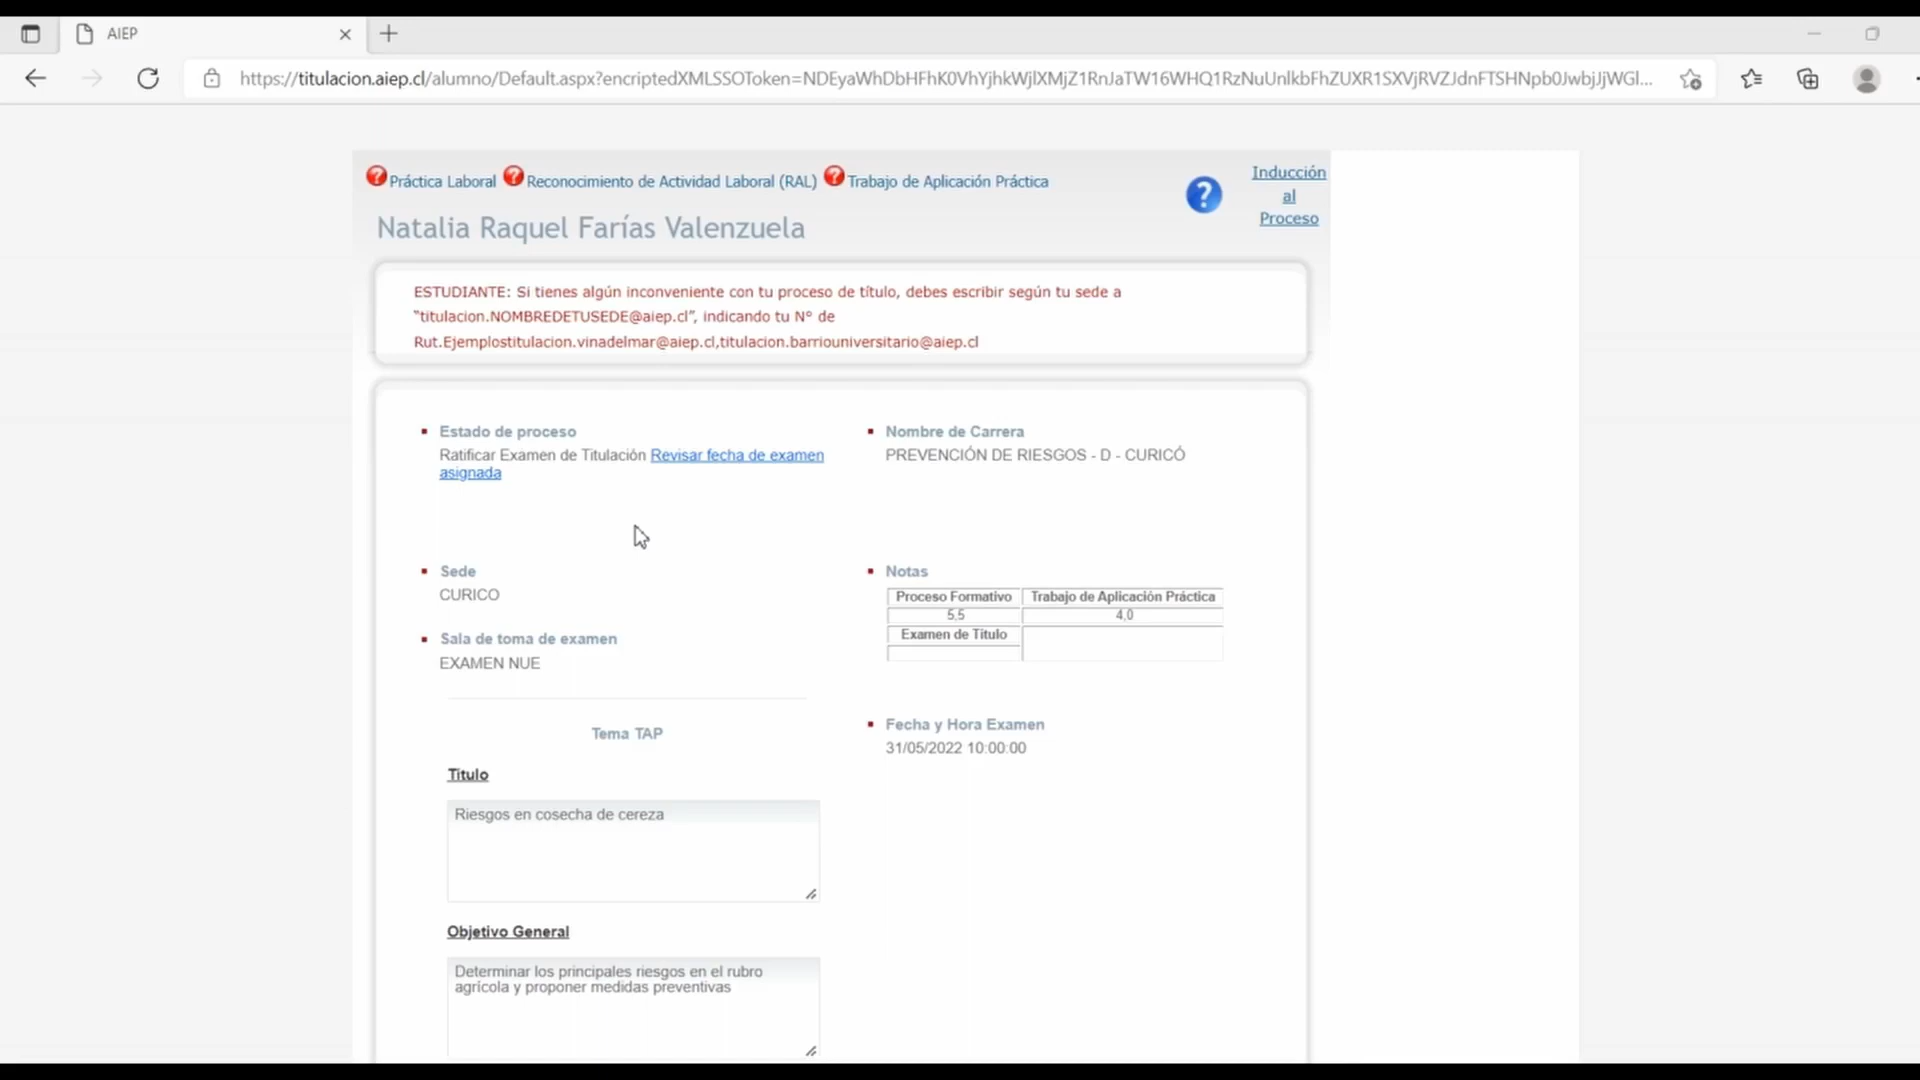 AIEP
https://titulacion.aiep.cl/alumno/Default.aspx?encriptedXMLSSOToken=NDEyaWhDbHFhK0VhYjhkWjlXMjZ1RnJaTW16WHQ1RzNuUnlkbFhZUXR1SXVjRVZJdnFTSHNpb0JwbjJjWGl...
Práctica Laboral Reconocimiento de Actividad Laboral (RAL) Trabajo de Aplicación Práctica
Inducción
al
Proceso
Natalia Raquel Farías Valenzuela
ESTUDIANTE: Si tienes algún inconveniente con tu proceso de título, debes escribir según tu sede a
"titulacion.NOMBREDETUSEDE@aiep.cl", indicando tu N° de
Rut.Ejemplostitulacion.vinadelmar@aiep.cl,titulacion.barriouniversitario@aiep.cl
Estado de proceso
Ratificar Examen de Titulación Revisar fecha de examen
asignada
Nombre de Carrera
PREVENCIÓN DE RIESGOS - D - CURICÓ
Sede
CURICO
Notas
Proceso Formativo Trabajo de Aplicación Práctica
5,5 4,0
Examen de Titulo
Sala de toma de examen
EXAMEN NUE
Fecha y Hora Examen
31/05/2022 10:00:00
Tema TAP
Título
Riesgos en cosecha de cereza
Objetivo General
Determinar los principales riesgos en el rubro
agrícola y proponer medidas preventivas